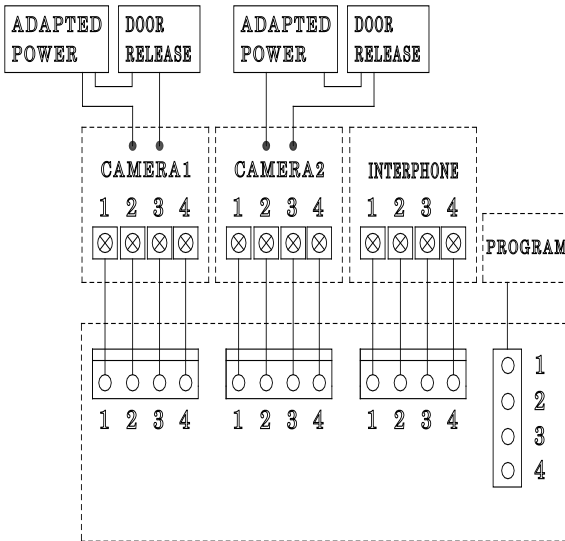 ADAPTED POWER
DOOR RELEASE
ADAPTED POWER
DOOR RELEASE
CAMERA1
CAMERA2
INTERPHONE
1 2 3 4
1 2 3 4
1 2 3 4
PROGRAM
1 2 3 4
1 2 3 4
1 2 3 4
1
2
3
4